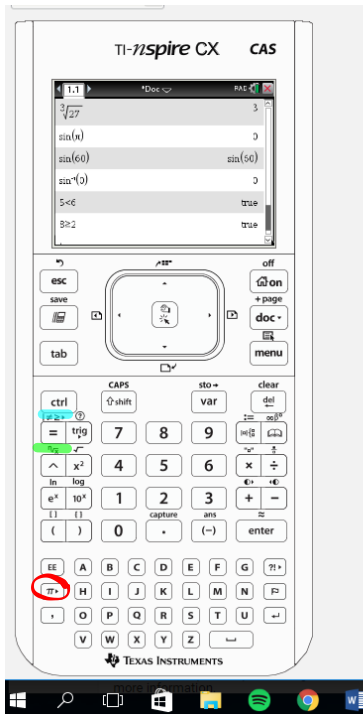 TI-nspire CX CAS
1.1 *Doc RAD
∛27 3
sin(π) 0
sin(60) sin(60)
sin⁻¹(0) 0
5<6 true
8≥2 true
off
esc on
save +page
doc
tab menu
CAPS sto→ clear
ctrl shift var del
≠≥▸ ? := ∞β°
= trig 7 8 9
ⁿ√x √
^ x² 4 5 6 × ÷
ln log
eˣ 10ˣ 1 2 3 + −
[ ] { } capture ans ≈
( ) 0 . (−) enter
EE A B C D E F G ?!▸
π▸ H I J K L M N
, O P Q R S T U ↵
V W X Y Z
TEXAS INSTRUMENTS
more information